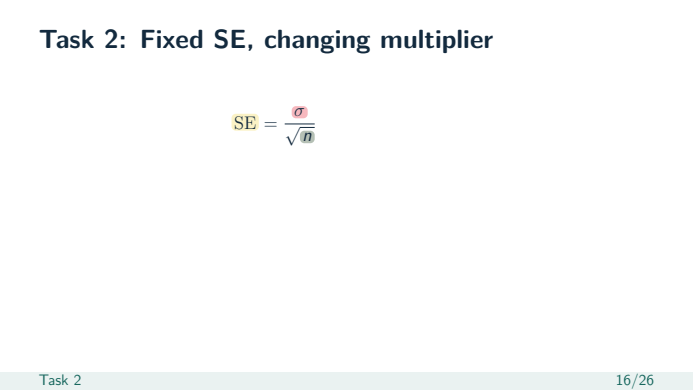 Task 2: Fixed SE, changing multiplier
SE = σ / √n
Task 2 16/26